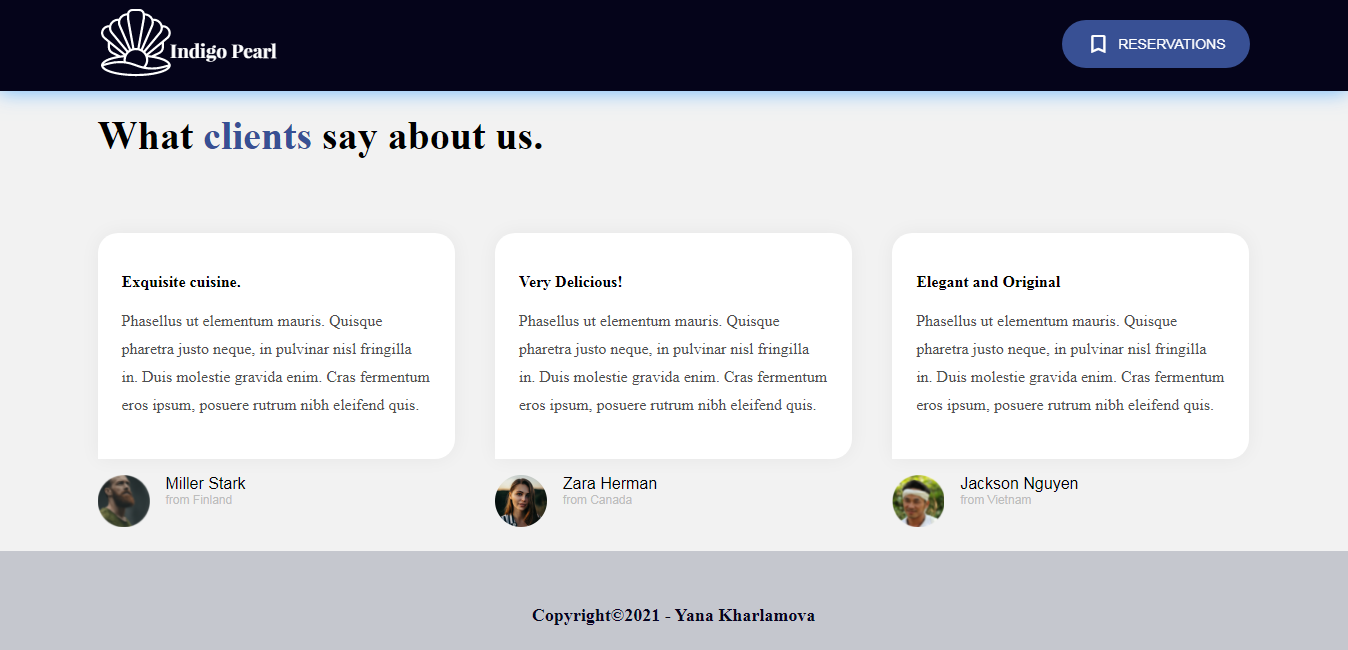 Indigo Pearl
RESERVATIONS
What clients say about us.
Exquisite cuisine.
Phasellus ut elementum mauris. Quisque
pharetra justo neque, in pulvinar nisl fringilla
in. Duis molestie gravida enim. Cras fermentum
eros ipsum, posuere rutrum nibh eleifend quis.
Miller Stark
from Finland
Very Delicious!
Phasellus ut elementum mauris. Quisque
pharetra justo neque, in pulvinar nisl fringilla
in. Duis molestie gravida enim. Cras fermentum
eros ipsum, posuere rutrum nibh eleifend quis.
Zara Herman
from Canada
Elegant and Original
Phasellus ut elementum mauris. Quisque
pharetra justo neque, in pulvinar nisl fringilla
in. Duis molestie gravida enim. Cras fermentum
eros ipsum, posuere rutrum nibh eleifend quis.
Jackson Nguyen
from Vietnam
Copyright©2021 - Yana Kharlamova